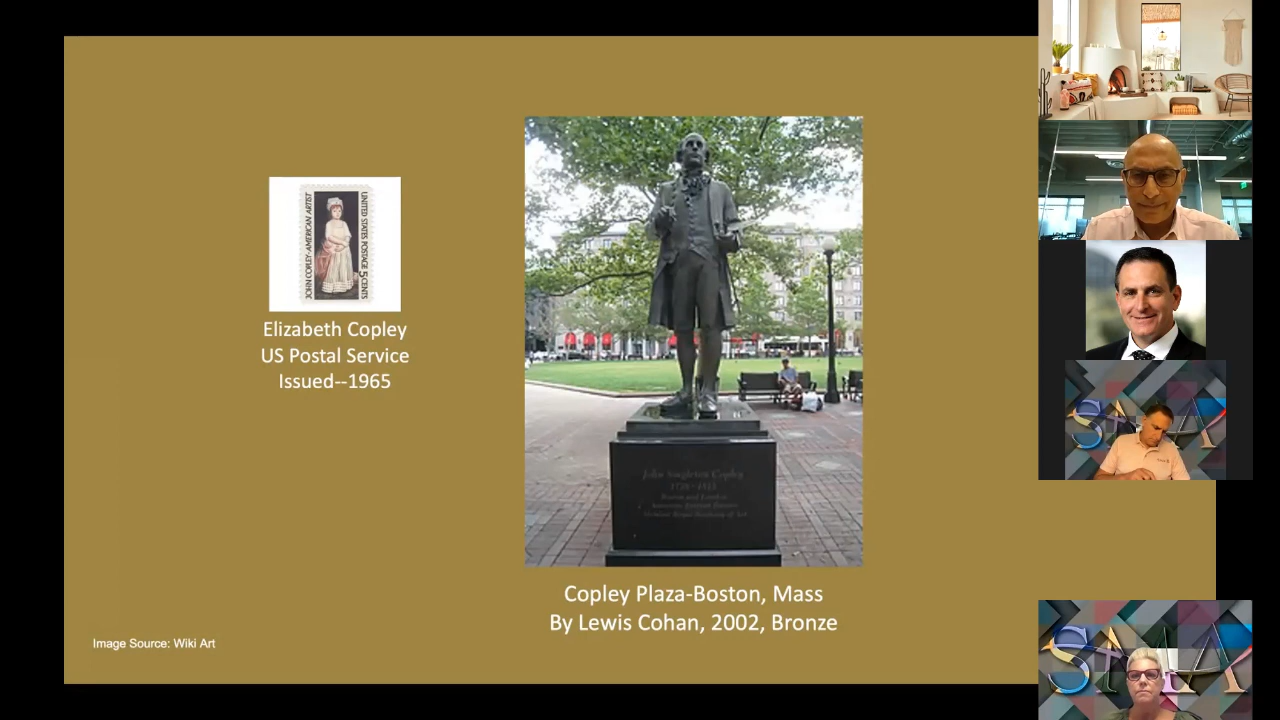 JOHN COPLEY·AMERICAN ARTIST
UNITED STATES POSTAGE 5 CENTS
Elizabeth Copley
US Postal Service
Issued--1965
John Singleton Copley
Copley Plaza-Boston, Mass
By Lewis Cohan, 2002, Bronze
Image Source: Wiki Art